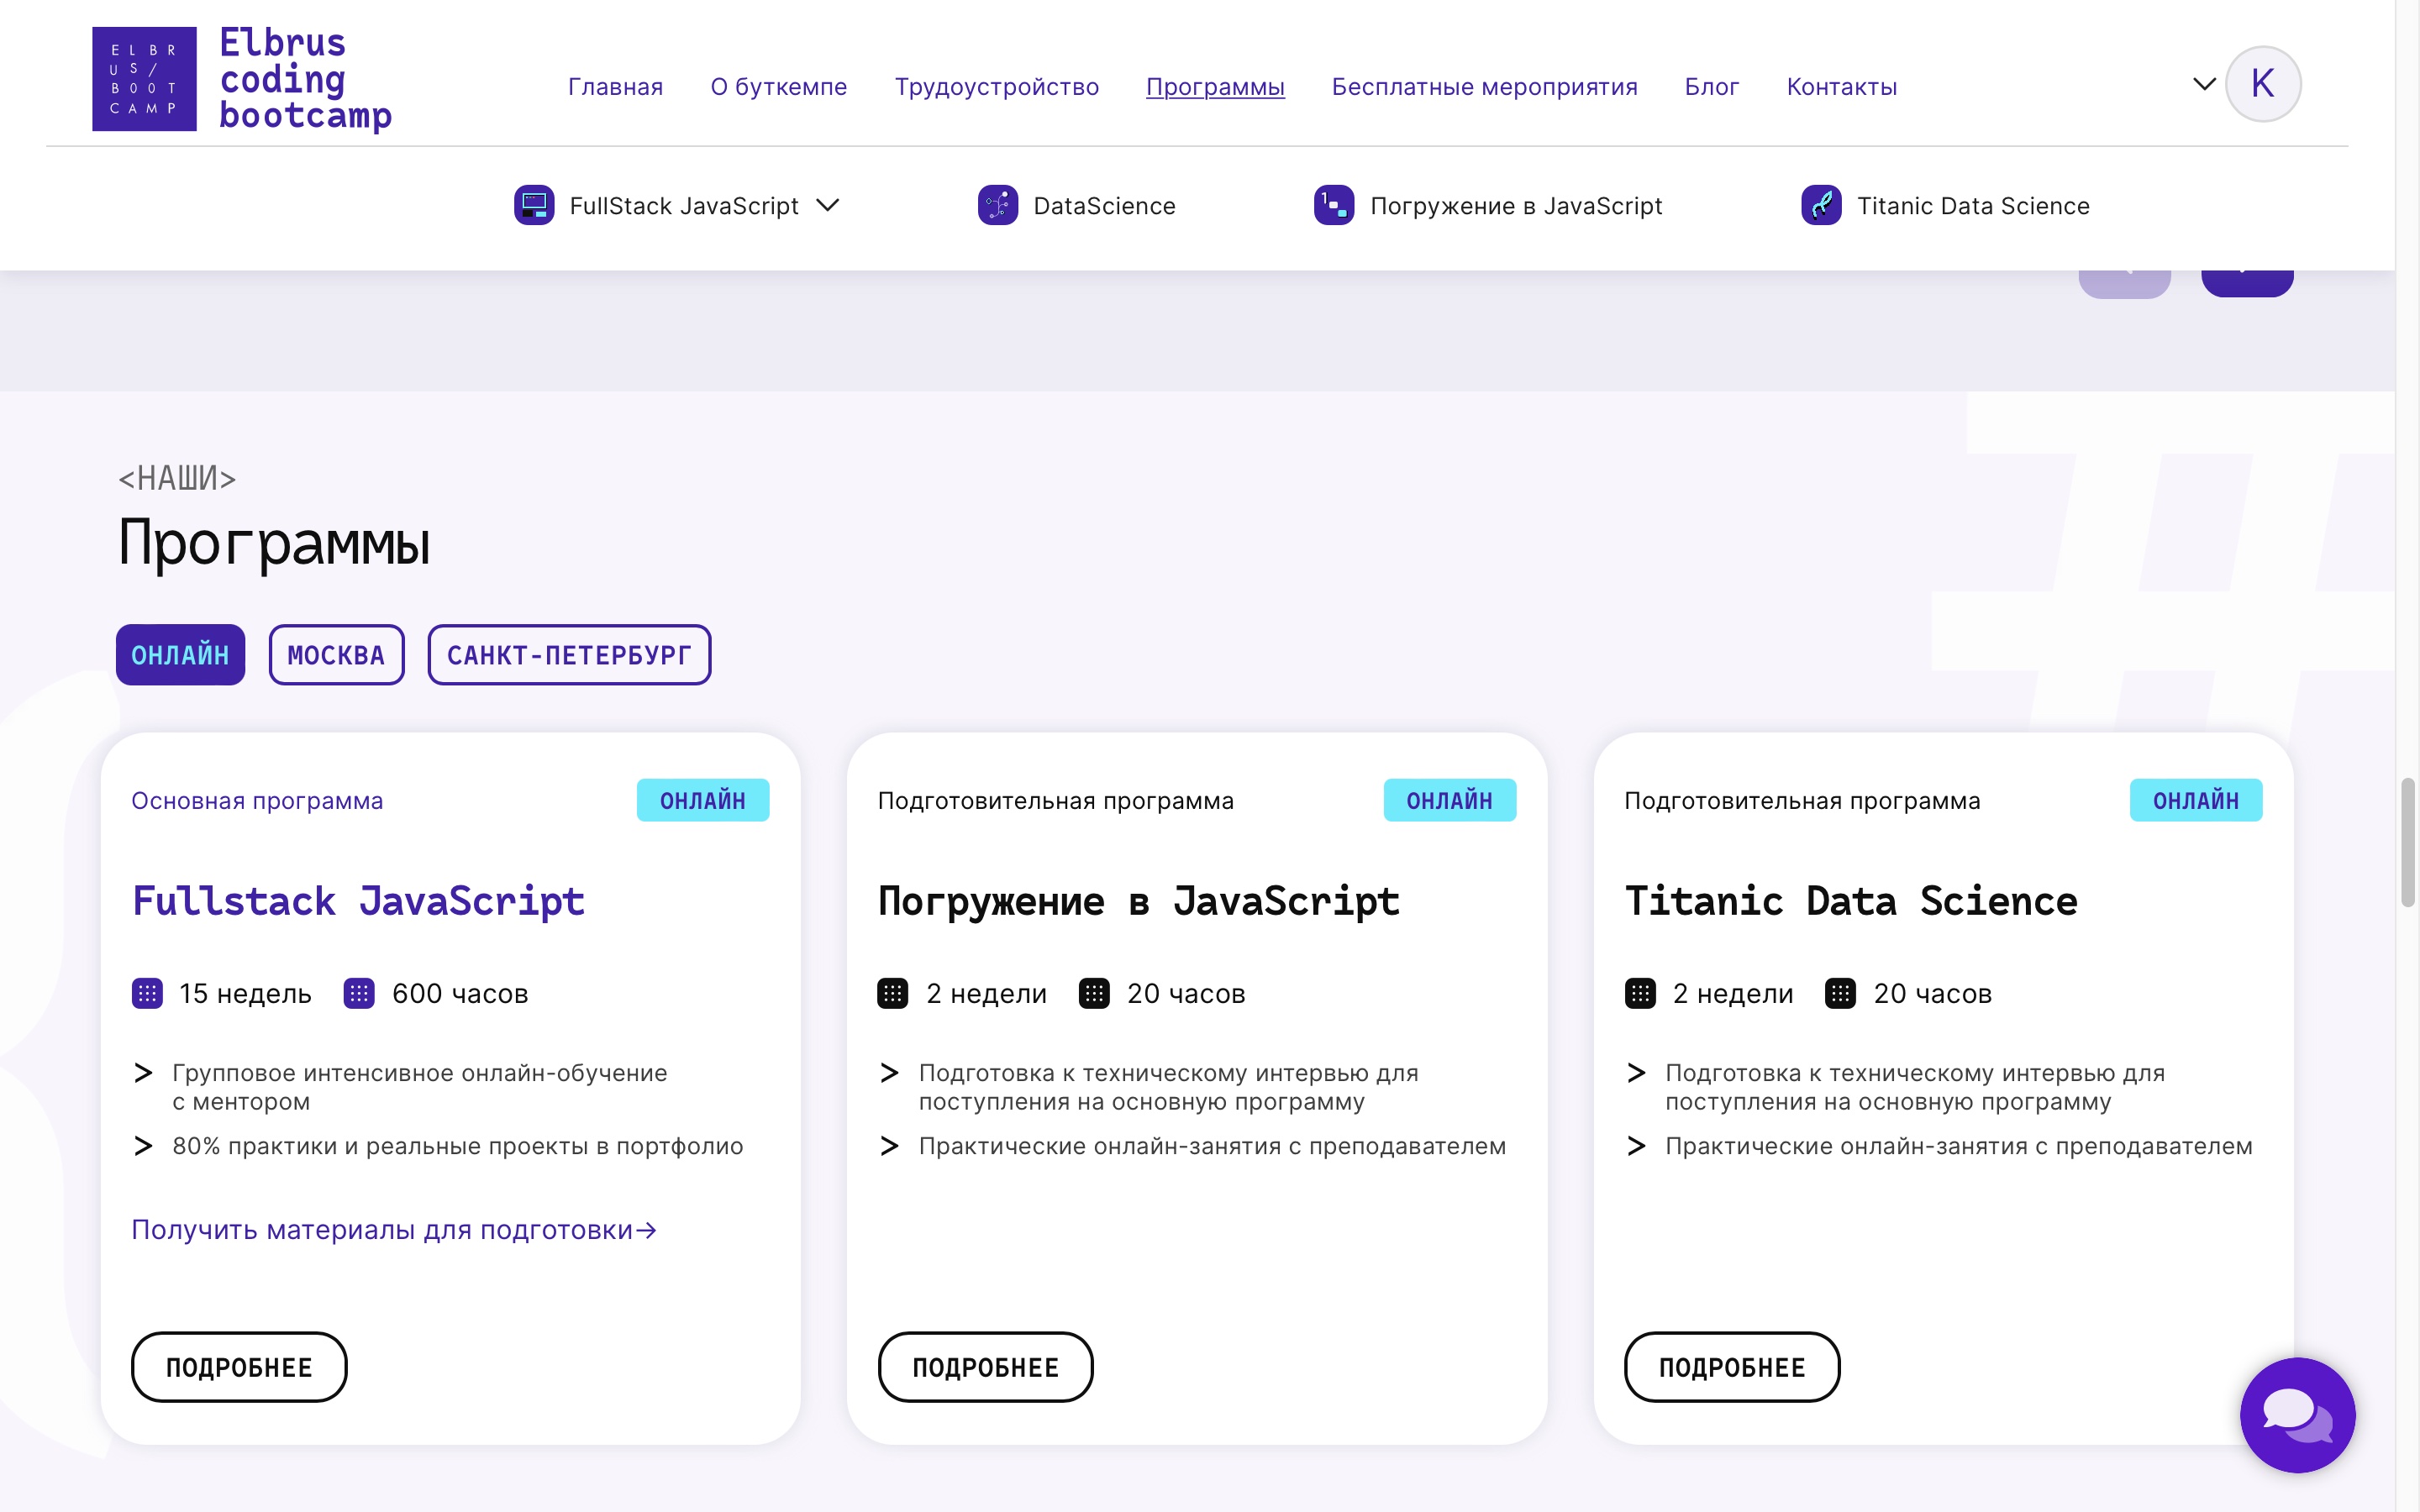 ELBR
US/
BOOT
CAMP
Elbrus
coding
bootcamp
Главная О буткемпе Трудоустройство Программы Бесплатные мероприятия Блог Контакты K
FullStack JavaScript DataScience Погружение в JavaScript Titanic Data Science
<НАШИ>
Программы
ОНЛАЙН МОСКВА САНКТ-ПЕТЕРБУРГ
Основная программа ОНЛАЙН
Fullstack JavaScript
15 недель 600 часов
> Групповое интенсивное онлайн-обучение
с ментором
> 80% практики и реальные проекты в портфолио
Получить материалы для подготовки→
ПОДРОБНЕЕ
Подготовительная программа ОНЛАЙН
Погружение в JavaScript
2 недели 20 часов
> Подготовка к техническому интервью для
поступления на основную программу
> Практические онлайн-занятия с преподавателем
ПОДРОБНЕЕ
Подготовительная программа ОНЛАЙН
Titanic Data Science
2 недели 20 часов
> Подготовка к техническому интервью для
поступления на основную программу
> Практические онлайн-занятия с преподавателем
ПОДРОБНЕЕ